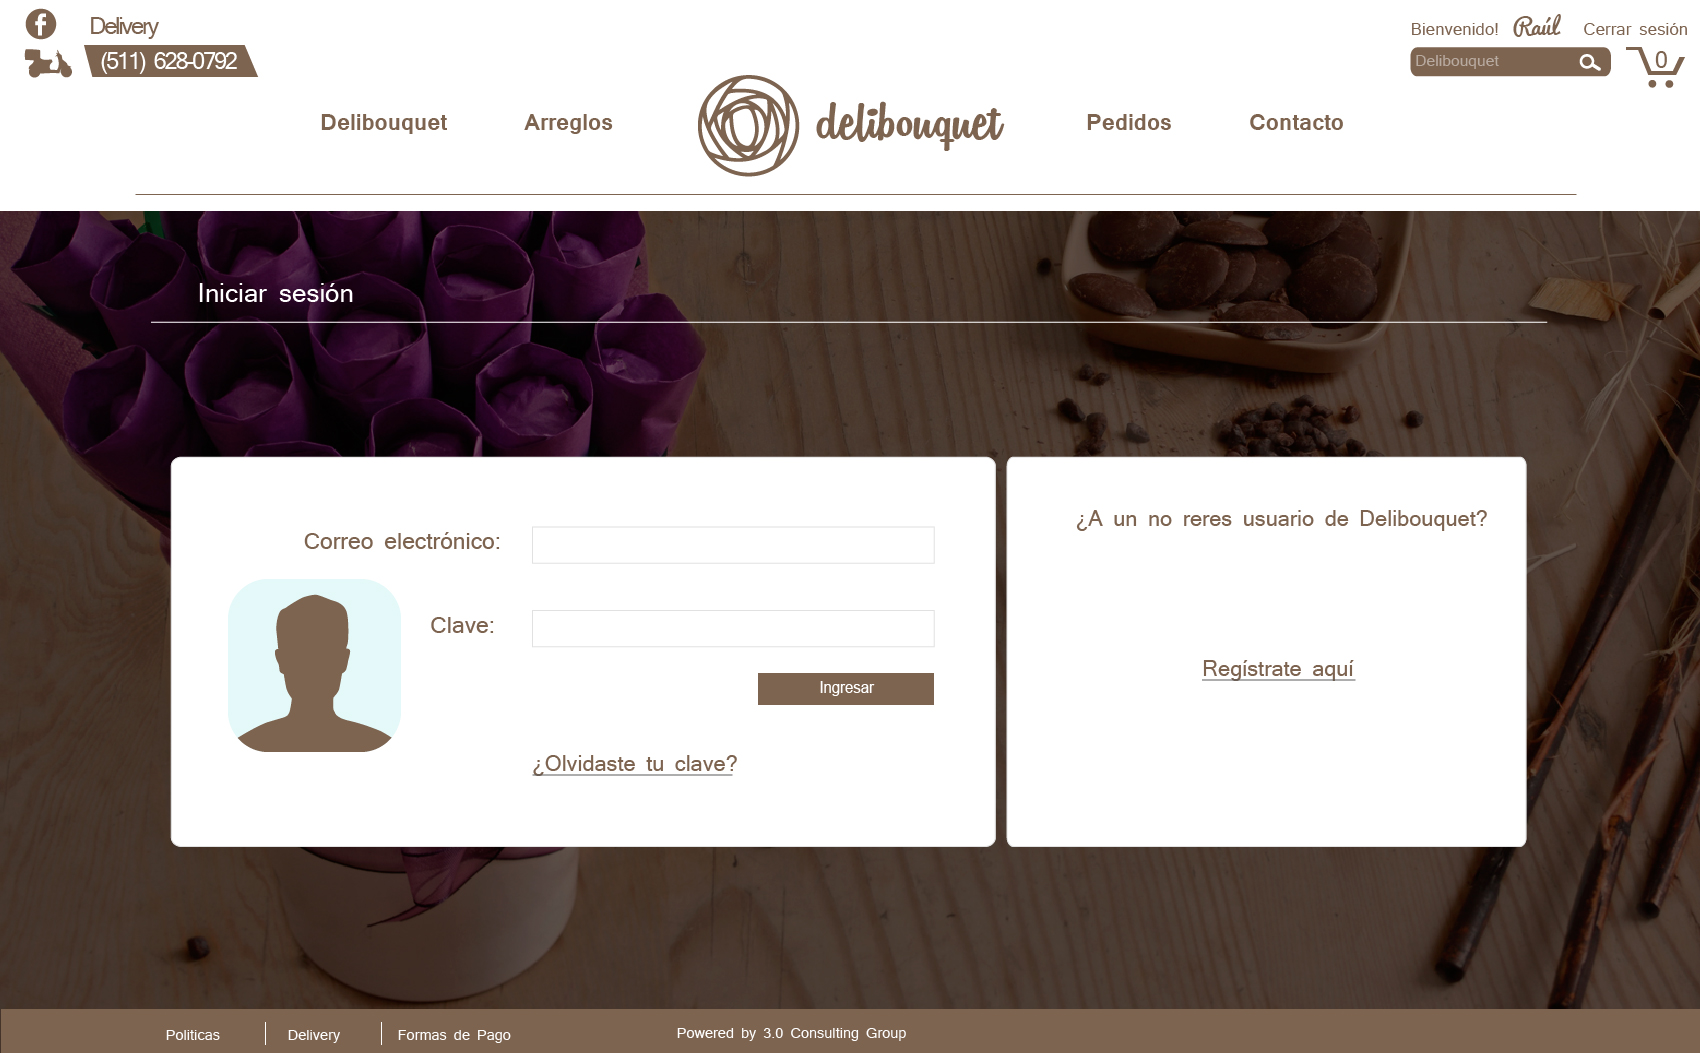 Delivery
(511) 628-0792
Bienvenido! Raúl Cerrar sesión
Delibouquet
0
Delibouquet Arreglos delibouquet Pedidos Contacto
Iniciar sesión
Correo electrónico:
Clave:
Ingresar
¿Olvidaste tu clave?
¿A un no reres usuario de Delibouquet?
Regístrate aquí
Politicas Delivery Formas de Pago Powered by 3.0 Consulting Group